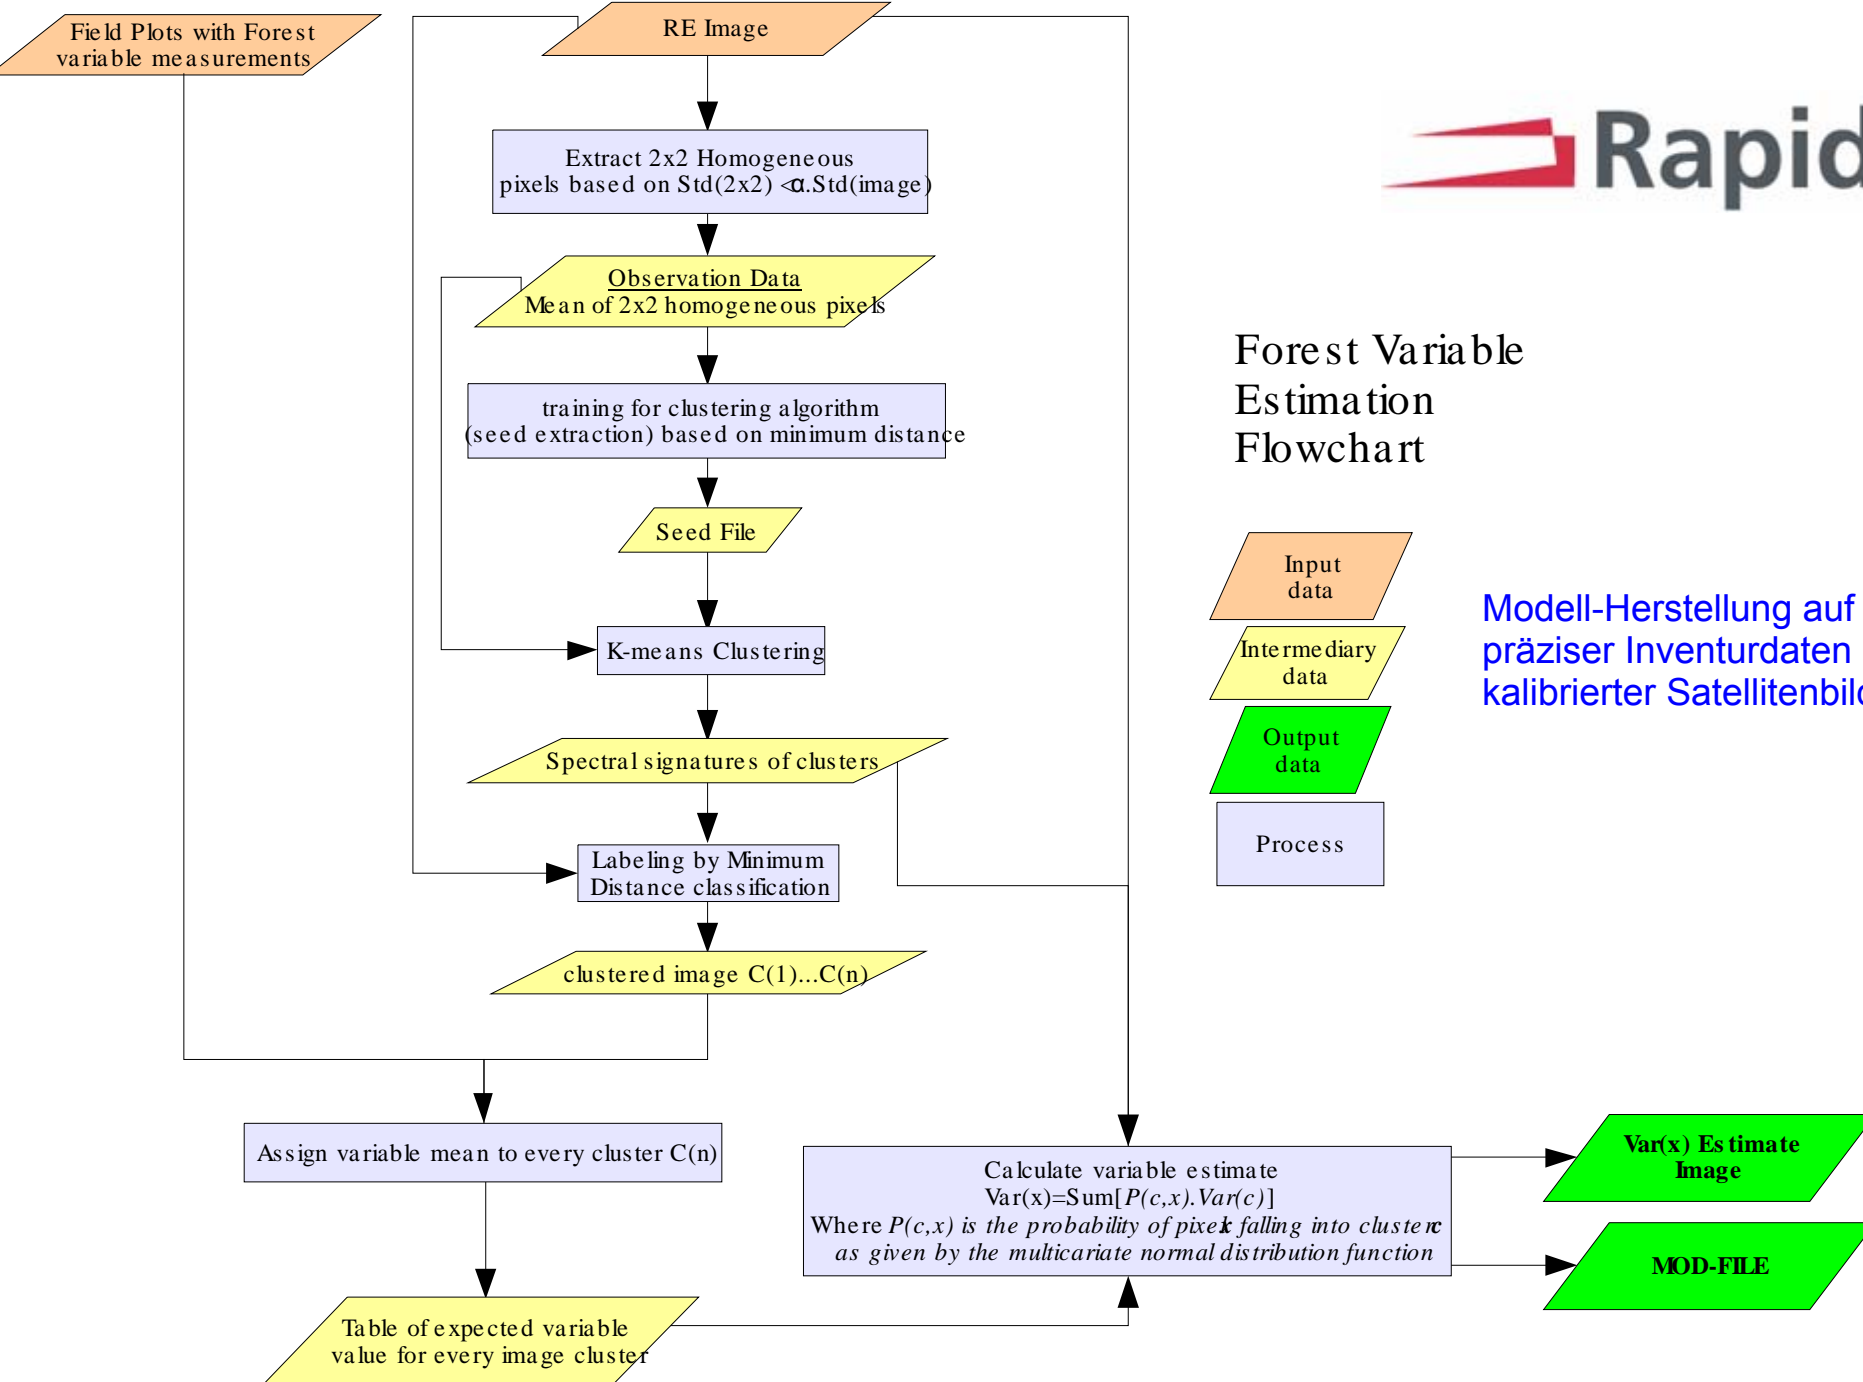 Field Plots with Forest
variable measurements
RE Image
Rapid
Extract 2x2 Homogeneous
pixels based on Std(2x2) <α.Std(image)
Observation Data
Mean of 2x2 homogeneous pixels
training for clustering algorithm
(seed extraction) based on minimum distance
Seed File
K-means Clustering
Spectral signatures of clusters
Labeling by Minimum
Distance classification
clustered image C(1)...C(n)
Assign variable mean to every cluster C(n)
Table of expected variable
value for every image cluster
Calculate variable estimate
Var(x)=Sum[P(c,x).Var(c)]
Where P(c,x) is the probability of pixel x falling into cluster c
as given by the multicariate normal distribution function
Var(x) Estimate
Image
MOD-FILE
Forest Variable
Estimation
Flowchart
Input
data
Intermediary
data
Output
data
Process
Modell-Herstellung auf
präziser Inventurdaten
kalibrierter